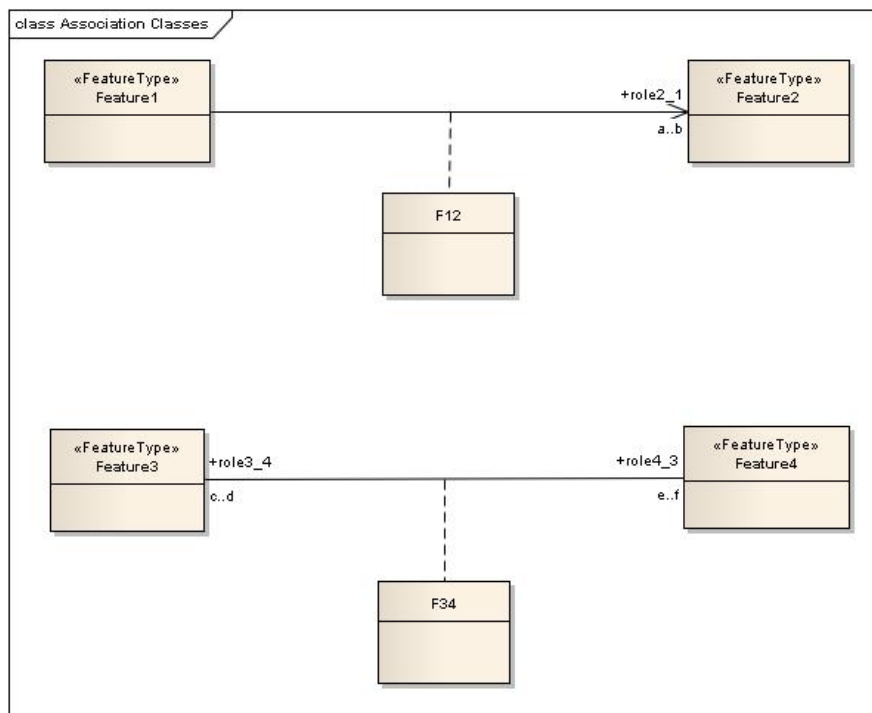 class Association Classes
«FeatureType»
Feature1
+role2_1
a..b
«FeatureType»
Feature2
F12
«FeatureType»
Feature3
+role3_4
c..d
+role4_3
e..f
«FeatureType»
Feature4
F34